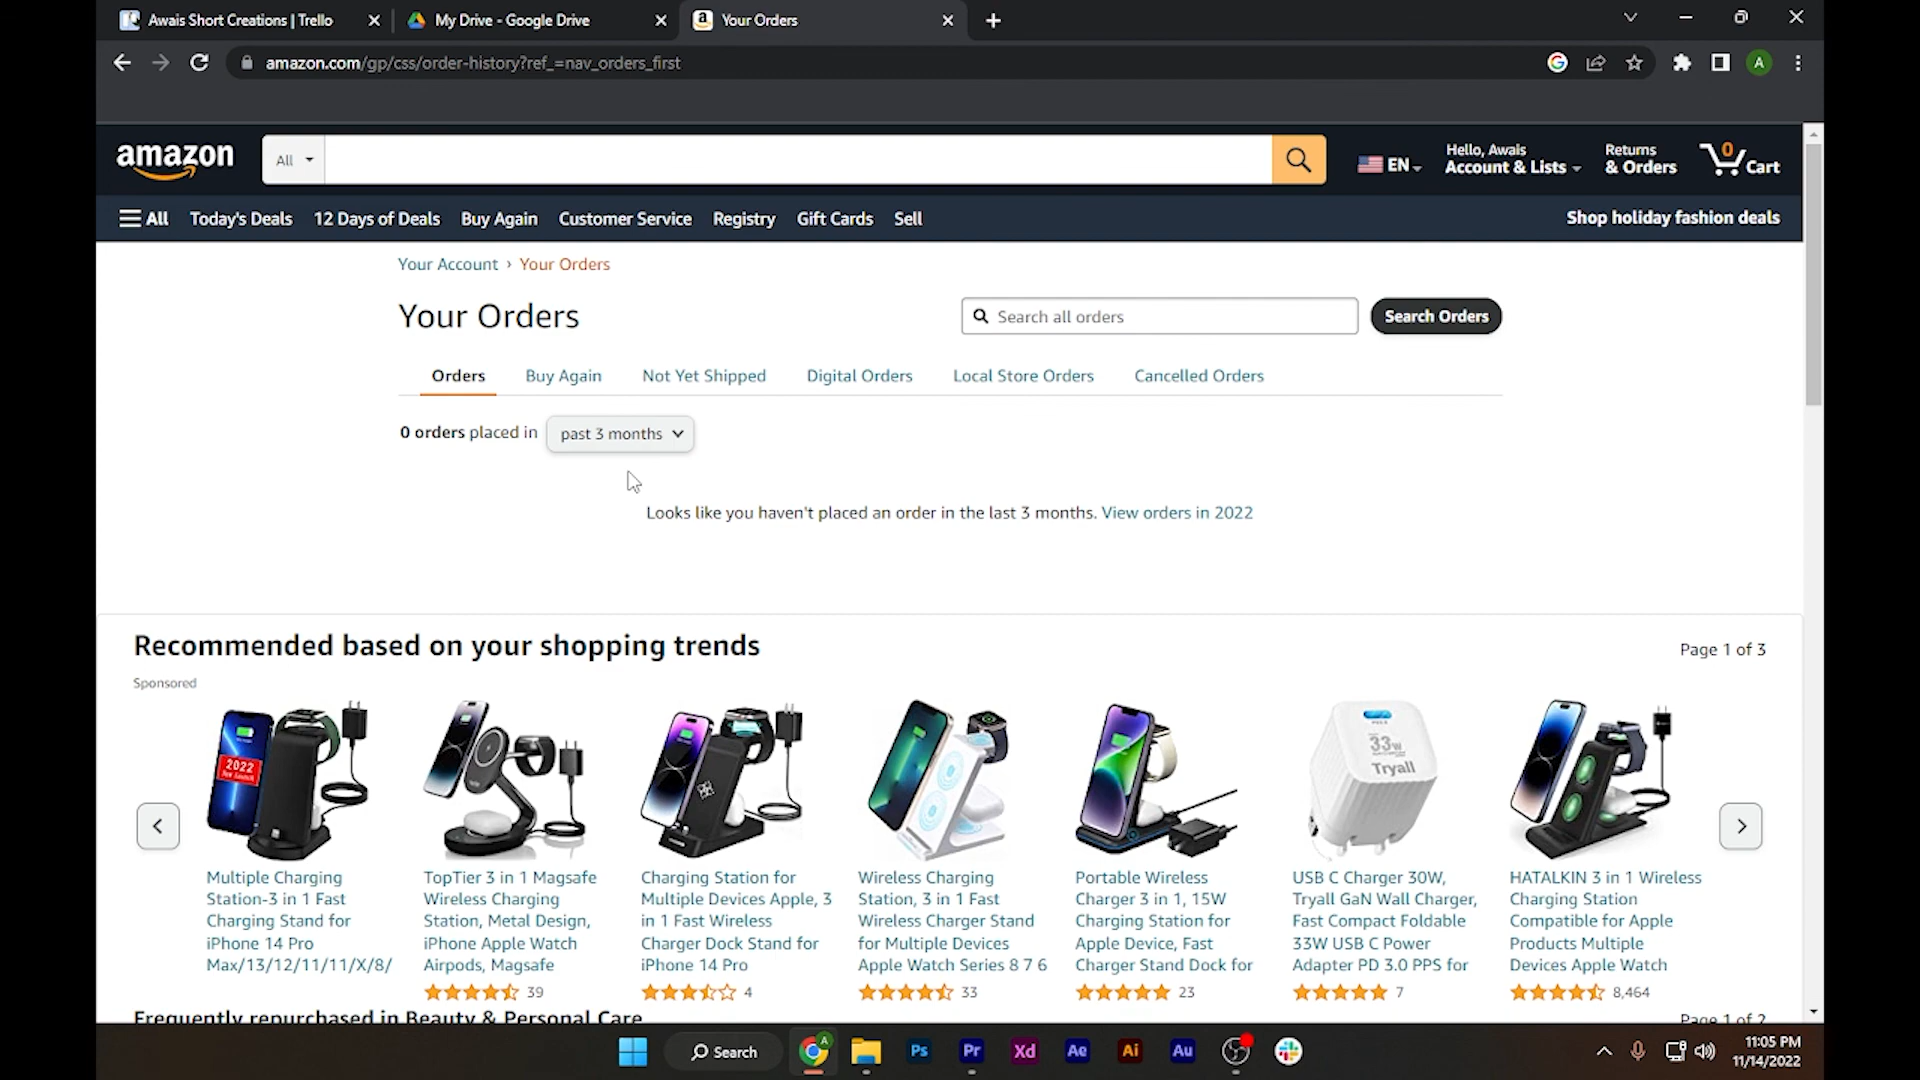 Awais Short Creations | Trello
My Drive - Google Drive
Your Orders
amazon.com/gp/css/order-history?ref_=nav_orders_first
A
amazon
All
EN
Hello, Awais
Account & Lists
Returns
& Orders
0
Cart
All
Today's Deals
12 Days of Deals
Buy Again
Customer Service
Registry
Gift Cards
Sell
Shop holiday fashion deals
Your Account › Your Orders
Your Orders
Search all orders
Search Orders
Orders
Buy Again
Not Yet Shipped
Digital Orders
Local Store Orders
Cancelled Orders
0 orders placed in
past 3 months
Looks like you haven't placed an order in the last 3 months. View orders in 2022
Recommended based on your shopping trends
Page 1 of 3
Sponsored
2022
33w
Tryall
Multiple Charging
Station-3 in 1 Fast
Charging Stand for
iPhone 14 Pro
Max/13/12/11/11/X/8/
TopTier 3 in 1 Magsafe
Wireless Charging
Station, Metal Design,
iPhone Apple Watch
Airpods, Magsafe
39
Charging Station for
Multiple Devices Apple, 3
in 1 Fast Wireless
Charger Dock Stand for
iPhone 14 Pro
4
Wireless Charging
Station, 3 in 1 Fast
Wireless Charger Stand
for Multiple Devices
Apple Watch Series 8 7 6
33
Portable Wireless
Charger 3 in 1, 15W
Charging Station for
Apple Device, Fast
Charger Stand Dock for
23
USB C Charger 30W,
Tryall GaN Wall Charger,
Fast Compact Foldable
33W USB C Power
Adapter PD 3.0 PPS for
7
HATALKIN 3 in 1 Wireless
Charging Station
Compatible for Apple
Products Multiple
Devices Apple Watch
8,464
Frequently repurchased in Beauty & Personal Care
Page 1 of 2
Search
A
Ps
Pr
Xd
Ae
Ai
Au
11:05 PM
11/14/2022